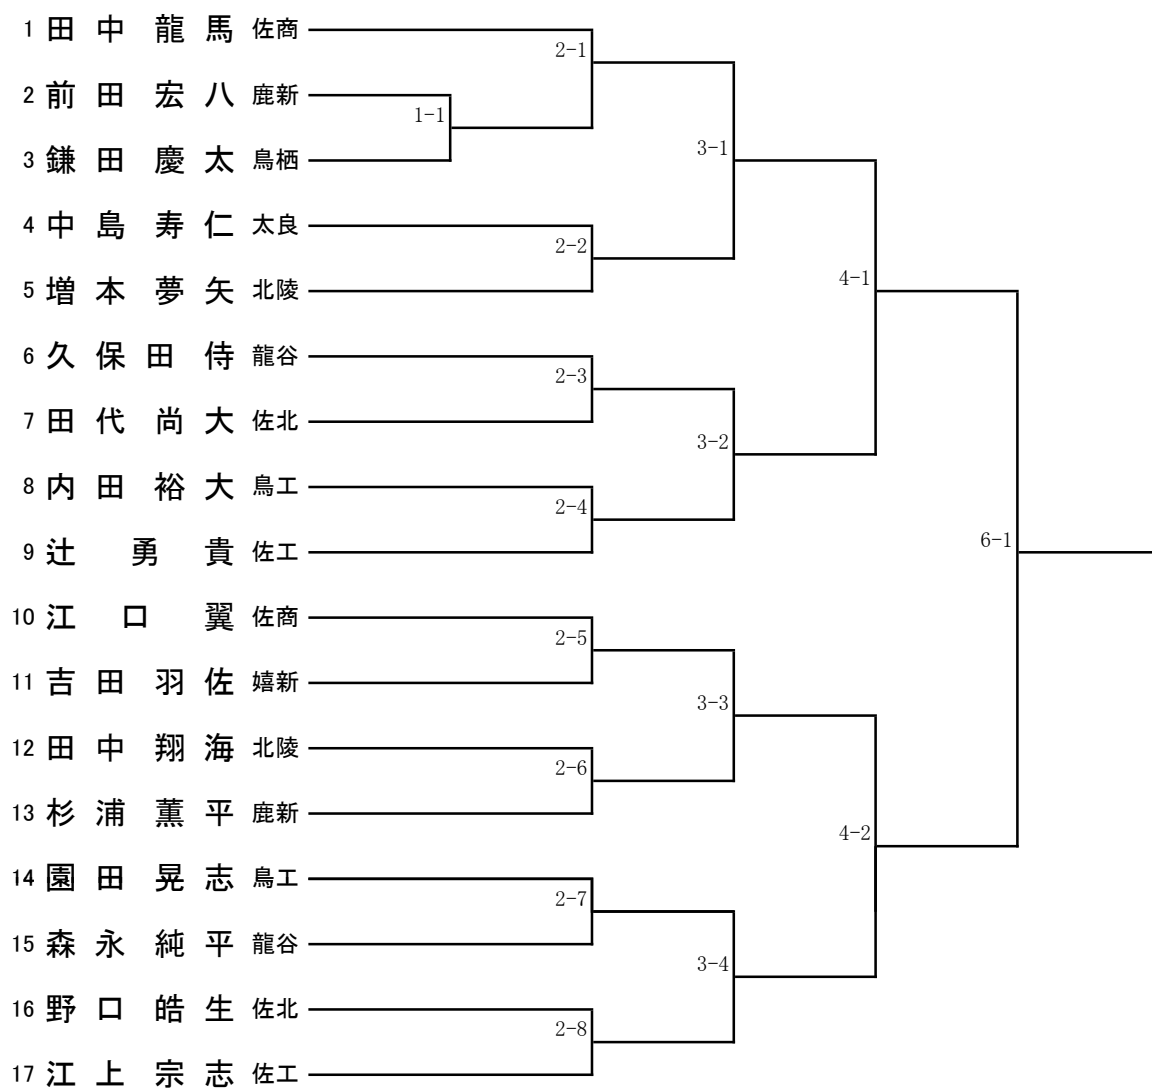 1 田中龍馬 佐商
2-1
2 前田宏八 鹿新
1-1
3 鎌田慶太 鳥栖
3-1
4 中島寿仁 太良
2-2
4-1
5 増本夢矢 北陵
6 久保田侍 龍谷
2-3
7 田代尚大 佐北
3-2
8 内田裕大 鳥工
2-4
6-1
9 辻勇貴 佐工
10 江口翼 佐商
2-5
11 吉田羽佐 嬉新
3-3
12 田中翔海 北陵
2-6
13 杉浦薫平 鹿新
4-2
14 園田晃志 鳥工
2-7
15 森永純平 龍谷
3-4
16 野口皓生 佐北
2-8
17 江上宗志 佐工